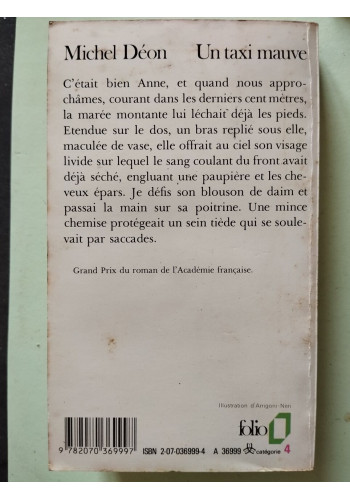 Michel Déon Un taxi mauve
C'était bien Anne, et quand nous appro-
châmes, courant dans les derniers cent mètres,
la marée montante lui léchait déjà les pieds.
Etendue sur le dos, un bras replié sous elle,
maculée de vase, elle offrait au ciel son visage
livide sur lequel le sang coulant du front avait
déjà séché, engluant une paupière et les che-
veux épars. Je défis son blouson de daim et
passai la main sur sa poitrine. Une mince
chemise protégeait un sein tiède qui se soule-
vait par saccades.
Grand Prix du roman de l'Académie française.
Illustration d'Amgani-Neri
folio
9 782070 369997
ISBN 2-07-036999-4 A 36999 catégorie 4